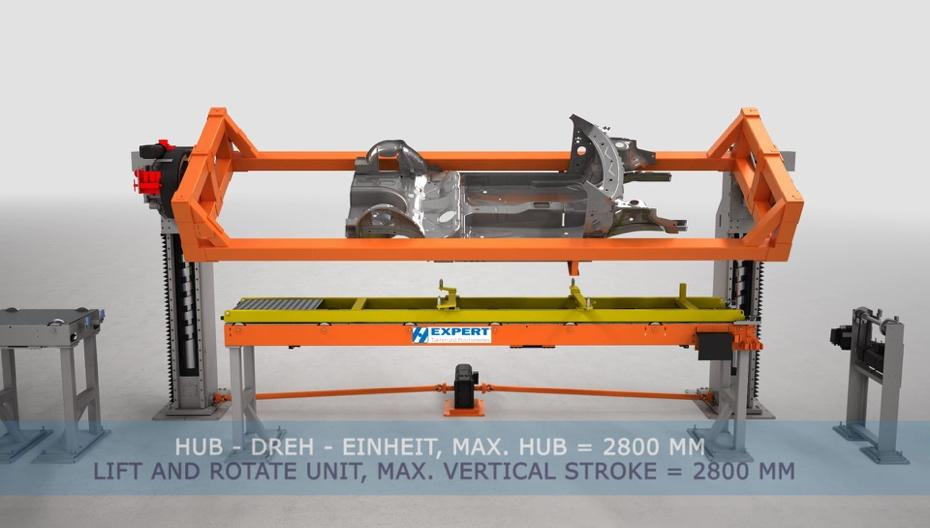 EXPERT
HUB - DREH - EINHEIT, MAX. HUB = 2800 MM
LIFT AND ROTATE UNIT, MAX. VERTICAL STROKE = 2800 MM